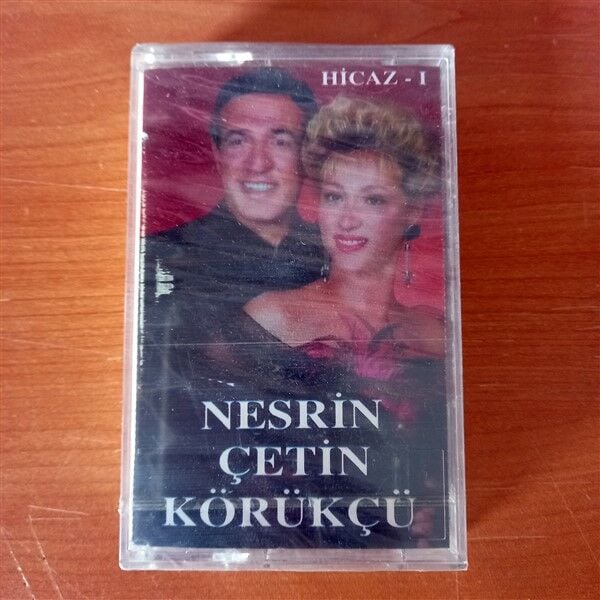 HİCAZ - I
NESRİN
ÇETİN
KÖRÜKÇÜ